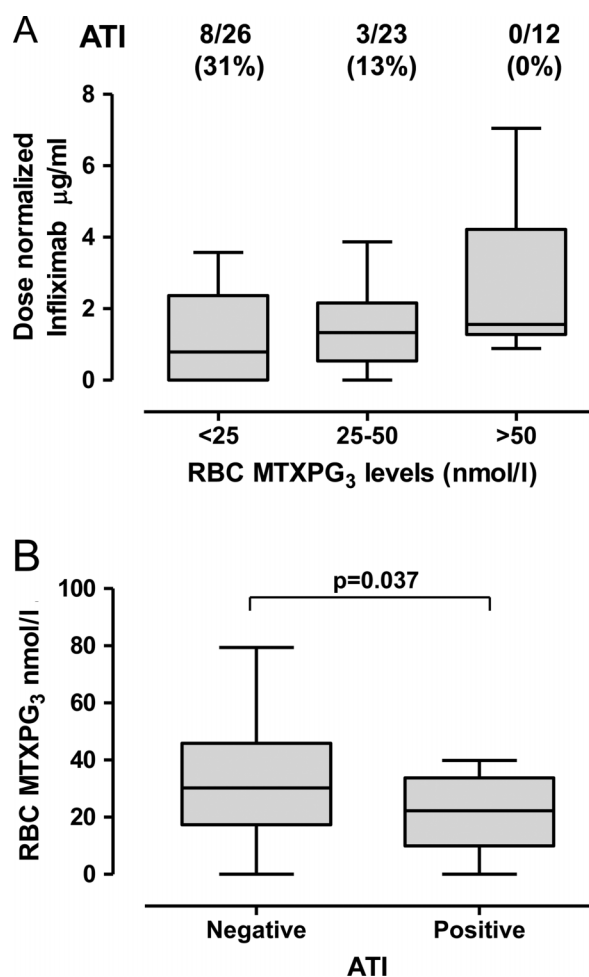 A
ATI 8/26 3/23 0/12
(31%) (13%) (0%)
Dose normalized
Infliximab µg/ml
8
6
4
2
0
<25 25-50 >50
RBC MTXPG₃ levels (nmol/l)
B
p=0.037
RBC MTXPG₃ nmol/l
100
80
60
40
20
0
Negative Positive
ATI